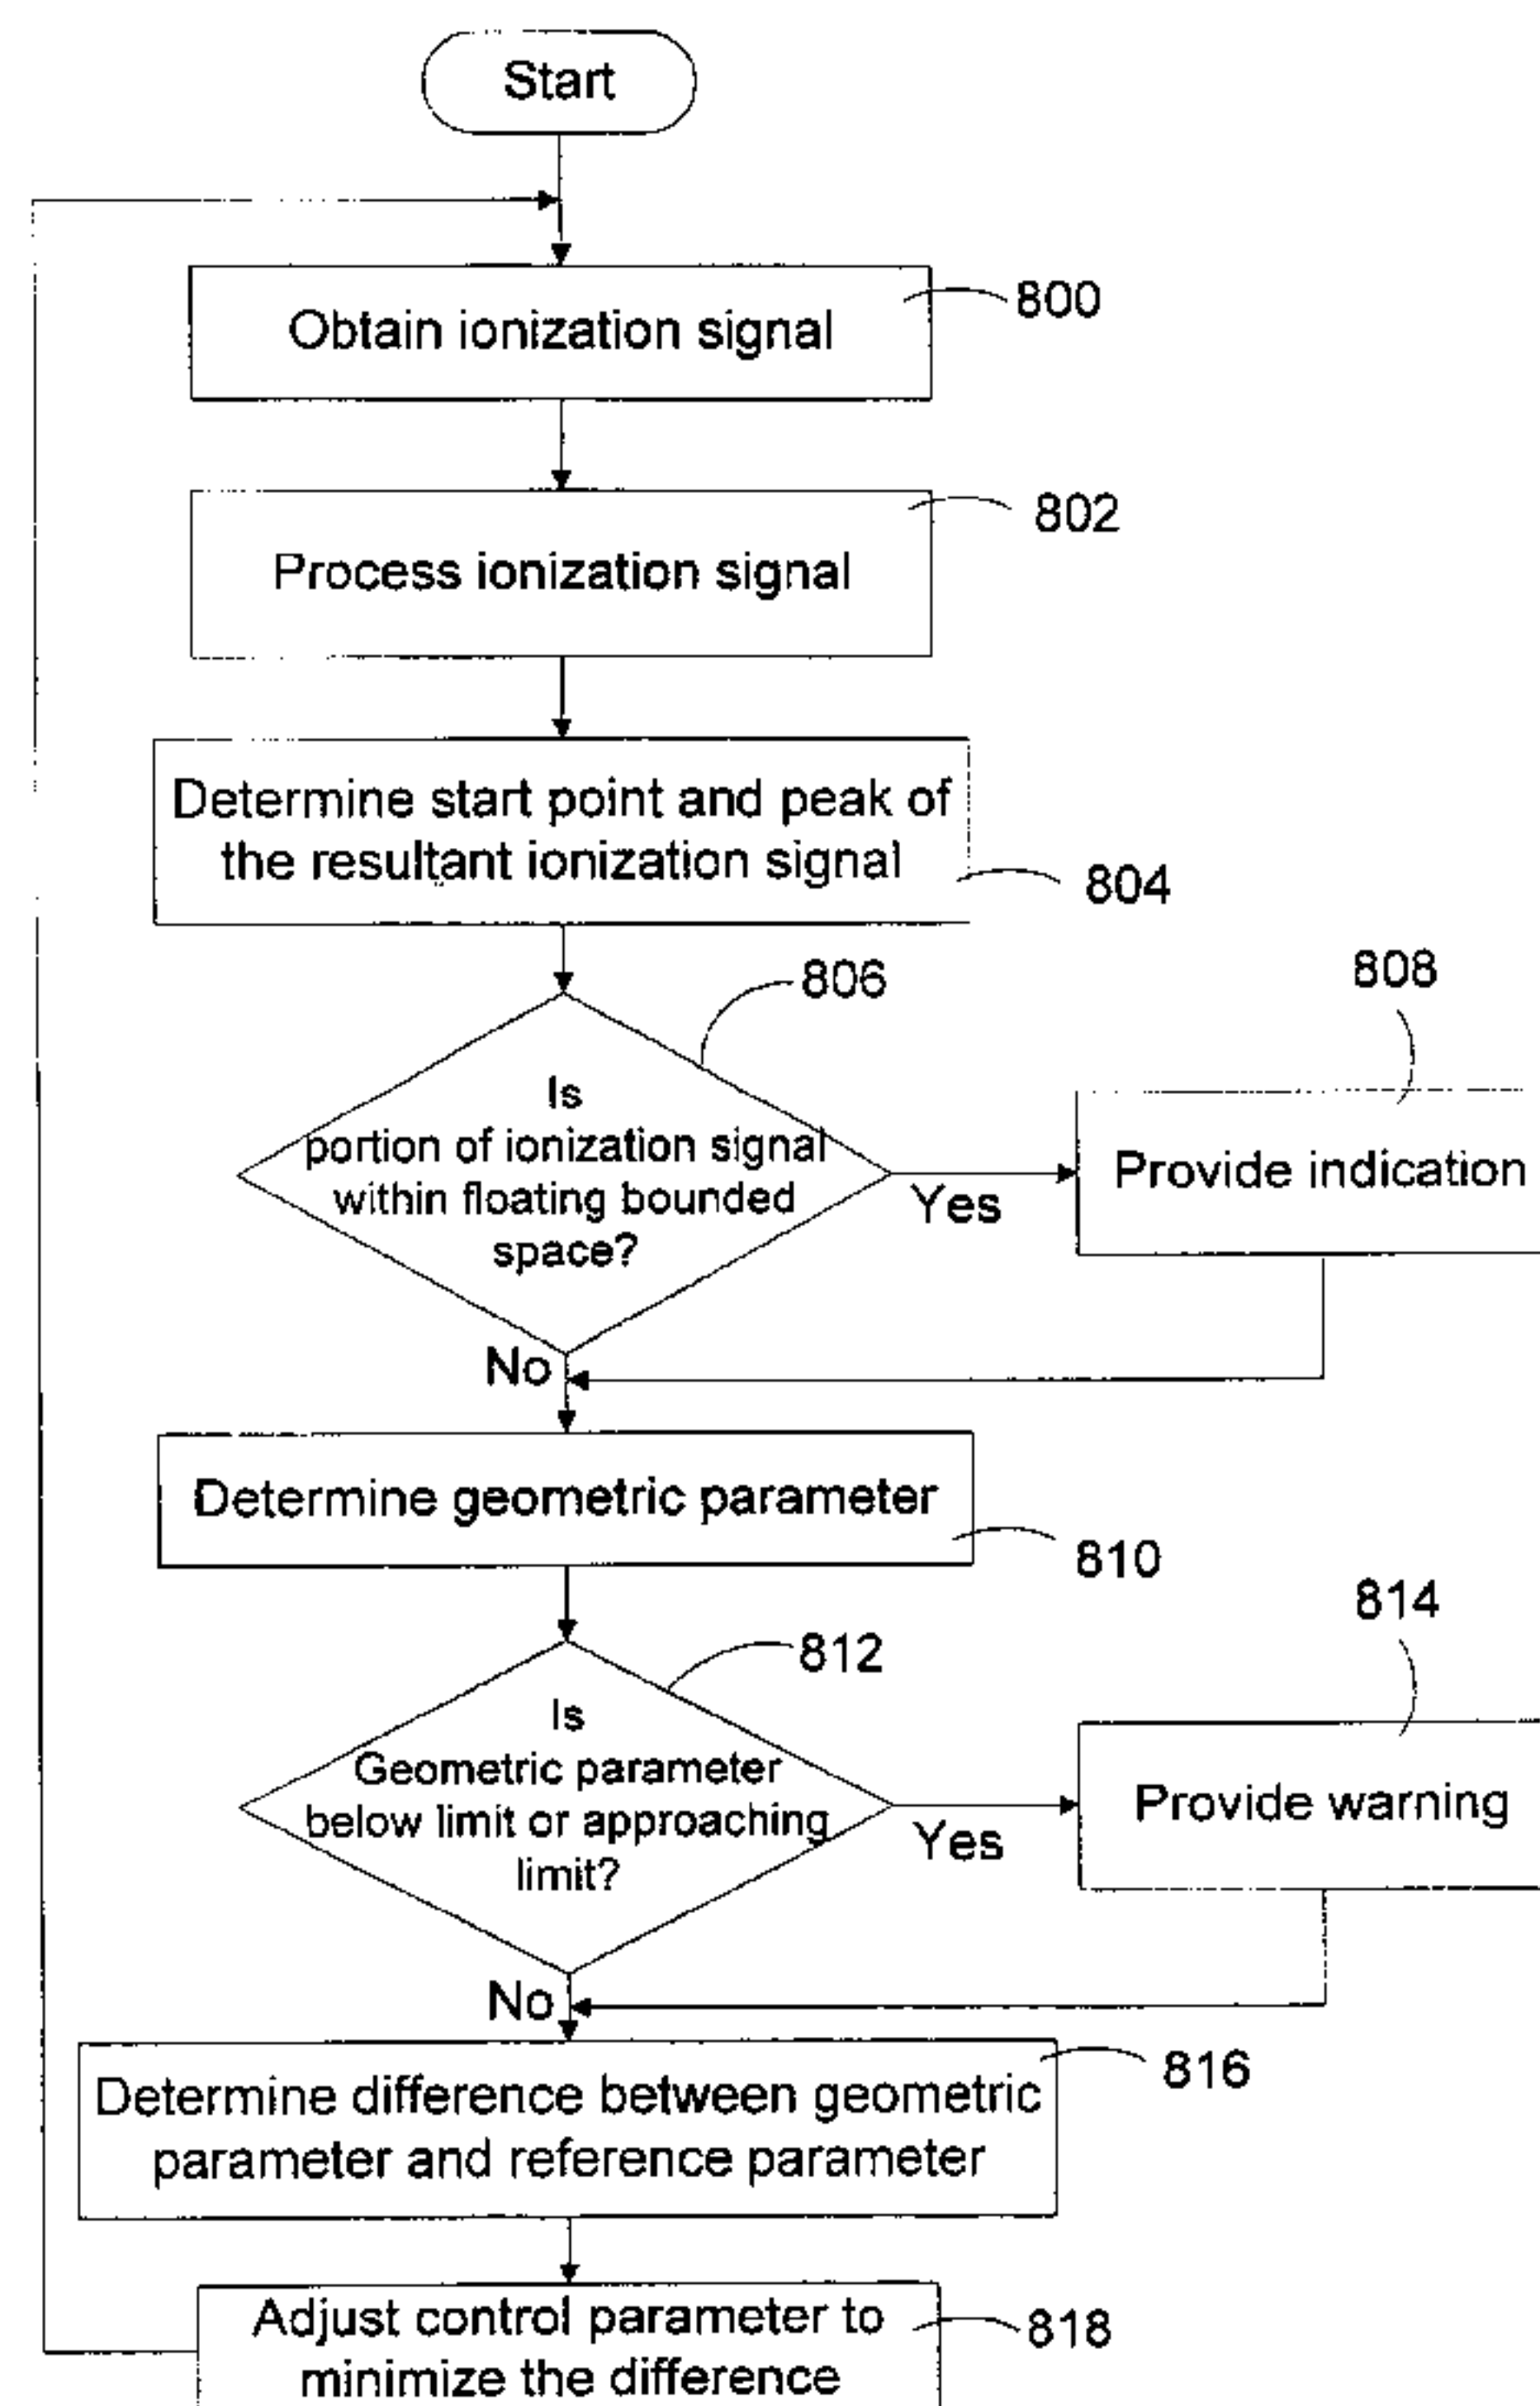 Start
Obtain ionization signal
800
Process ionization signal
802
Determine start point and peak of
the resultant ionization signal
804
806
Is
portion of ionization signal
within floating bounded
space?
Yes
808
Provide indication
No
Determine geometric parameter
810
812
Is
Geometric parameter
below limit or approaching
limit?
Yes
814
Provide warning
No
Determine difference between geometric
parameter and reference parameter
816
Adjust control parameter to
minimize the difference
818